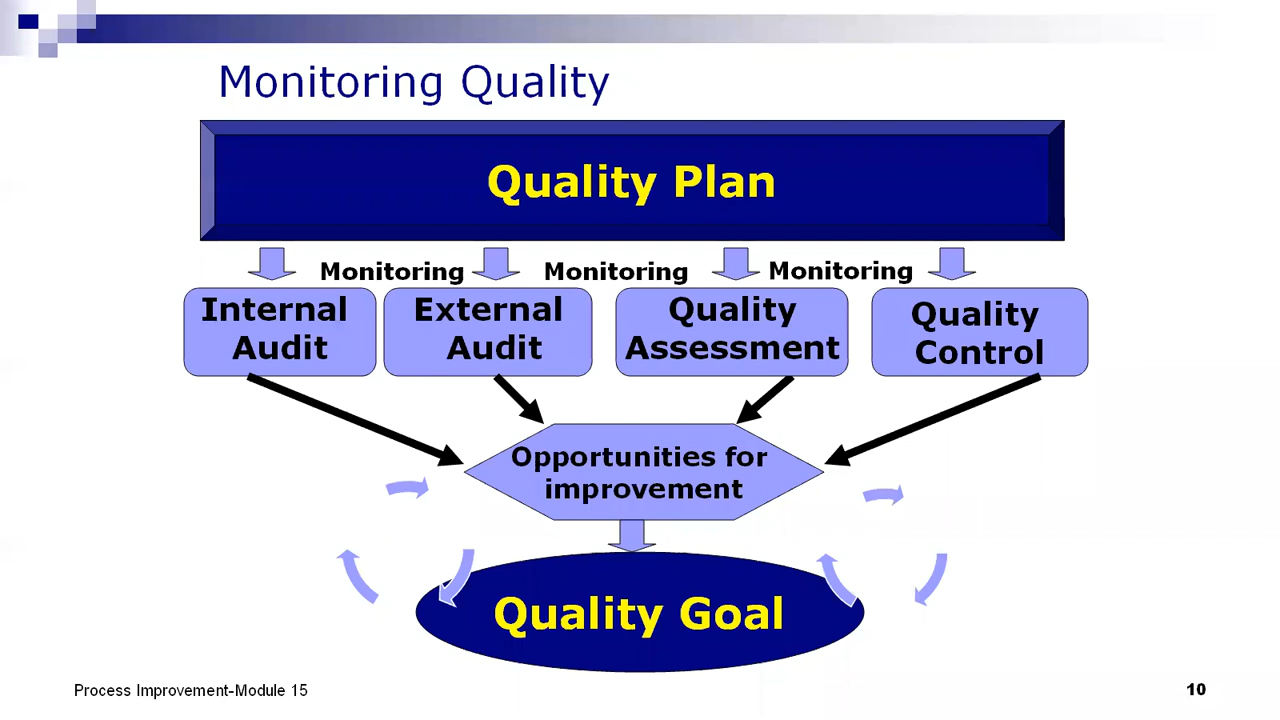 Monitoring Quality
Quality Plan
Monitoring Monitoring Monitoring
Internal
Audit
External
Audit
Quality
Assessment
Quality
Control
Opportunities for
improvement
Quality Goal
Process Improvement-Module 15
10